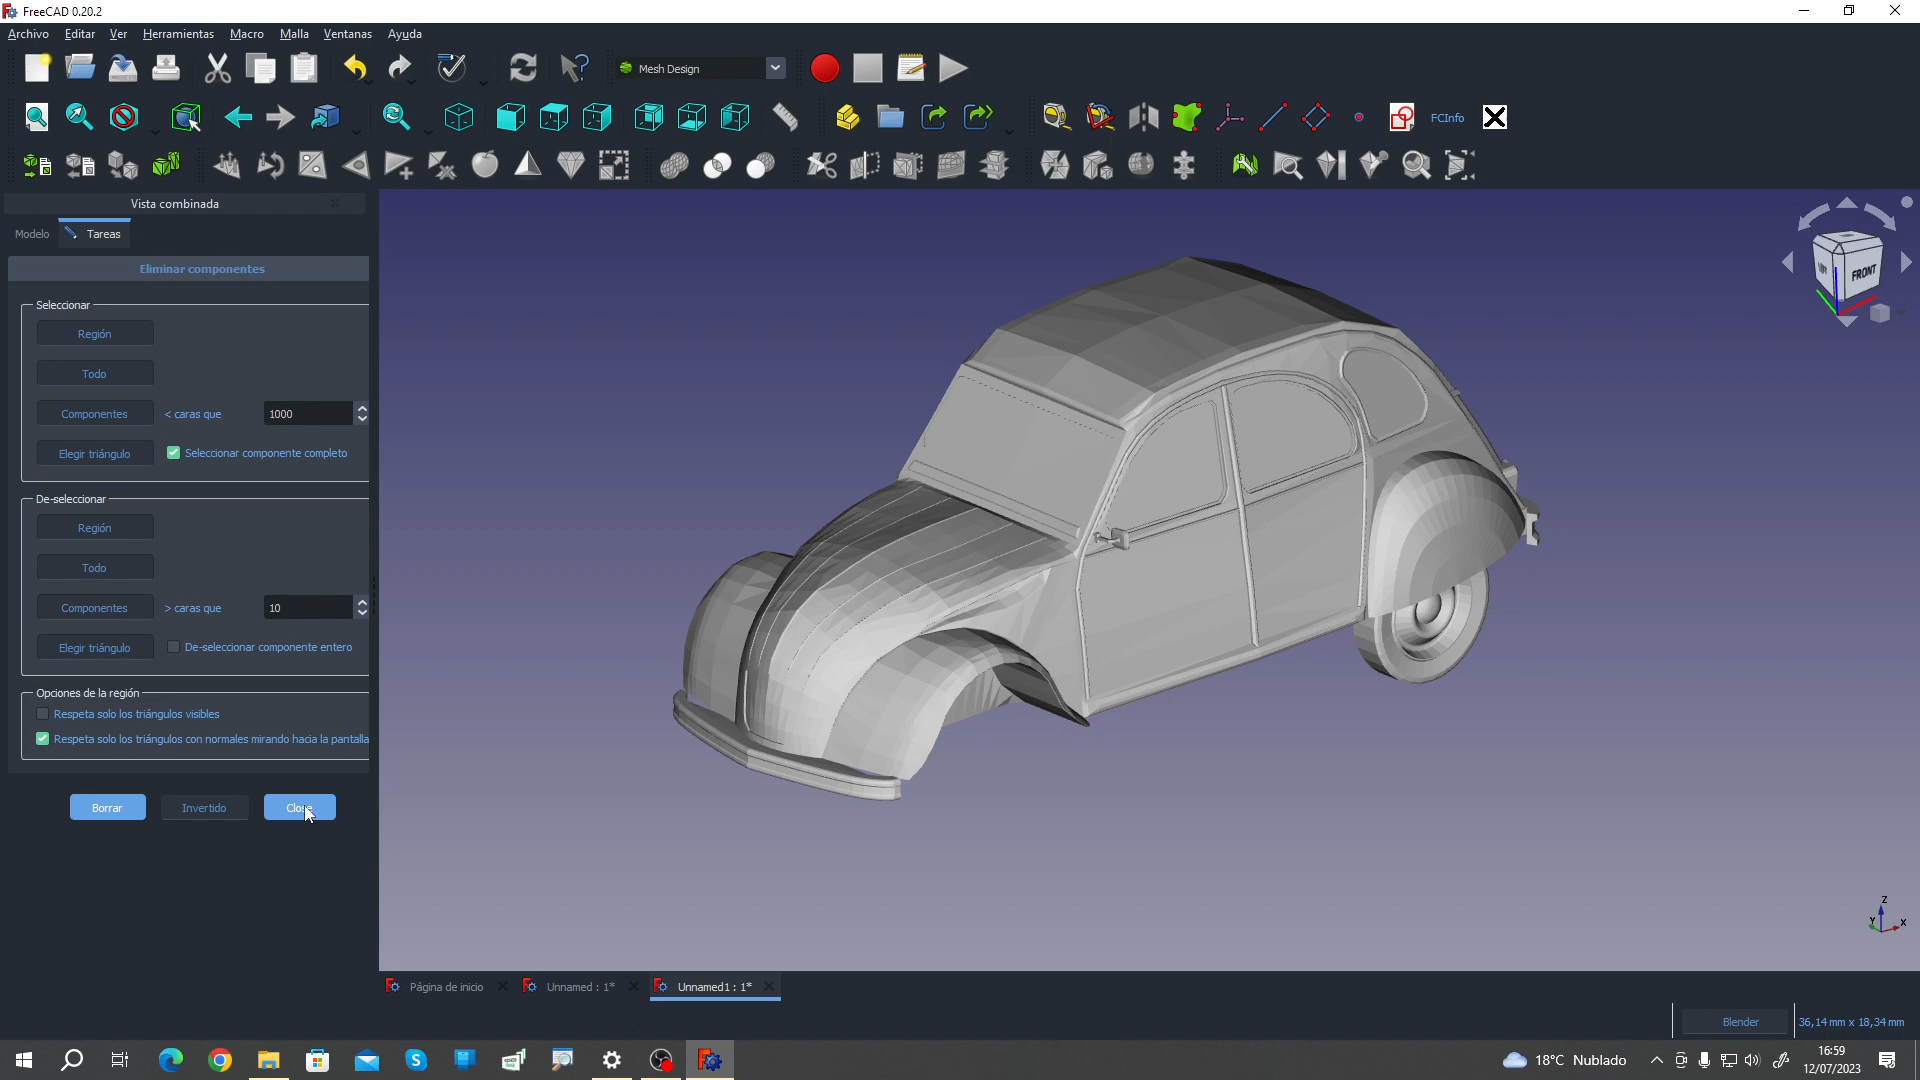 FreeCAD 0.20.2
Archivo Editar Ver Herramientas Macro Malla Ventanas Ayuda
Mesh Design
FCInfo
Vista combinada
Modelo Tareas
Eliminar componentes
Seleccionar
Región
Todo
Componentes < caras que 1000
Elegir triángulo Seleccionar componente completo
De-seleccionar
Región
Todo
Componentes > caras que 10
Elegir triángulo De-seleccionar componente entero
Opciones de la región
Respeta solo los triángulos visibles
Respeta solo los triángulos con normales mirando hacia la pantalla
Borrar Invertido Close
FRONT
Z
Y X
Página de inicio Unnamed : 1* Unnamed1 : 1*
Blender 36,14 mm x 18,34 mm
18°C Nublado
16:59
12/07/2023